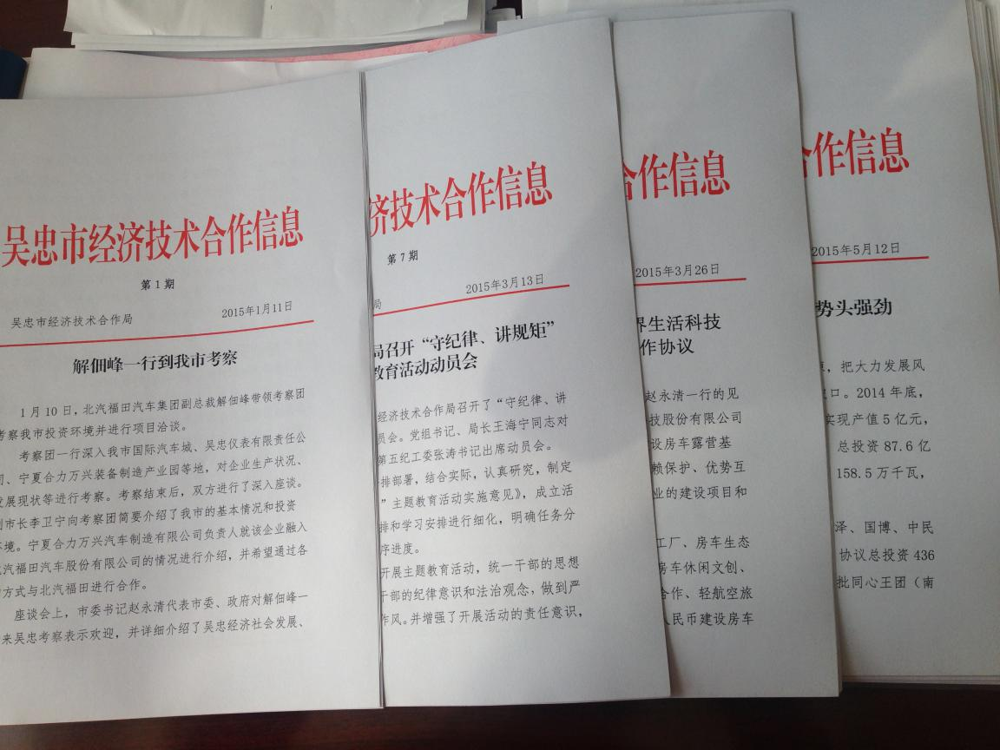 吴忠市经济技术合作信息
第1期
吴忠市经济技术合作局 2015年1月11日
解佃峰一行到我市考察
1月10日，北汽福田汽车集团副总裁解佃峰带领考察团
考察我市投资环境并进行项目洽谈。
考察团一行深入我市国际汽车城、吴忠仪表有限责任公
司、宁夏合力万兴装备制造产业园等地，对企业生产状况、
发展现状等进行考察。考察结束后，双方进行了深入座谈。
副市长李卫宁向考察团简要介绍了我市的基本情况和投资
环境。宁夏合力万兴汽车制造有限公司负责人就该企业融入
北汽福田汽车股份有限公司的情况进行介绍，并希望通过各
方式与北汽福田进行合作。
座谈会上，市委书记赵永清代表市委、政府对解佃峰一
来吴忠考察表示欢迎，并详细介绍了吴忠经济社会发展、
济技术合作信息
第7期
局 2015年3月13日
局召开“守纪律、讲规矩”
教育活动动员会
经济技术合作局召开了“守纪律、讲
员会。党组书记、局长王海宁同志对
第五纪工委张涛书记出席动员会。
排部署，结合实际，认真研究，制定
”主题教育活动实施意见》，成立活
排和学习安排进行细化，明确任务分
序进度。
开展主题教育活动，统一干部的思想
干部的纪律意识和法治观念，做到严
作风。并增强了开展活动的责任意识，
合作信息
2015年3月26日
界生活科技
作协议
赵永清一行的见
技股份有限公司
设房车露营基
赖保护、优势互
业的建设项目和
工厂、房车生态
房车休闲文创、
合作、轻航空旅
人民币建设房车
合作信息
2015年5月12日
势头强劲
，把大力发展风
口。2014年底，
实现产值5亿元，
总投资87.6亿
158.5万千瓦，
泽、国博、中民
协议总投资436
批同心王团（南